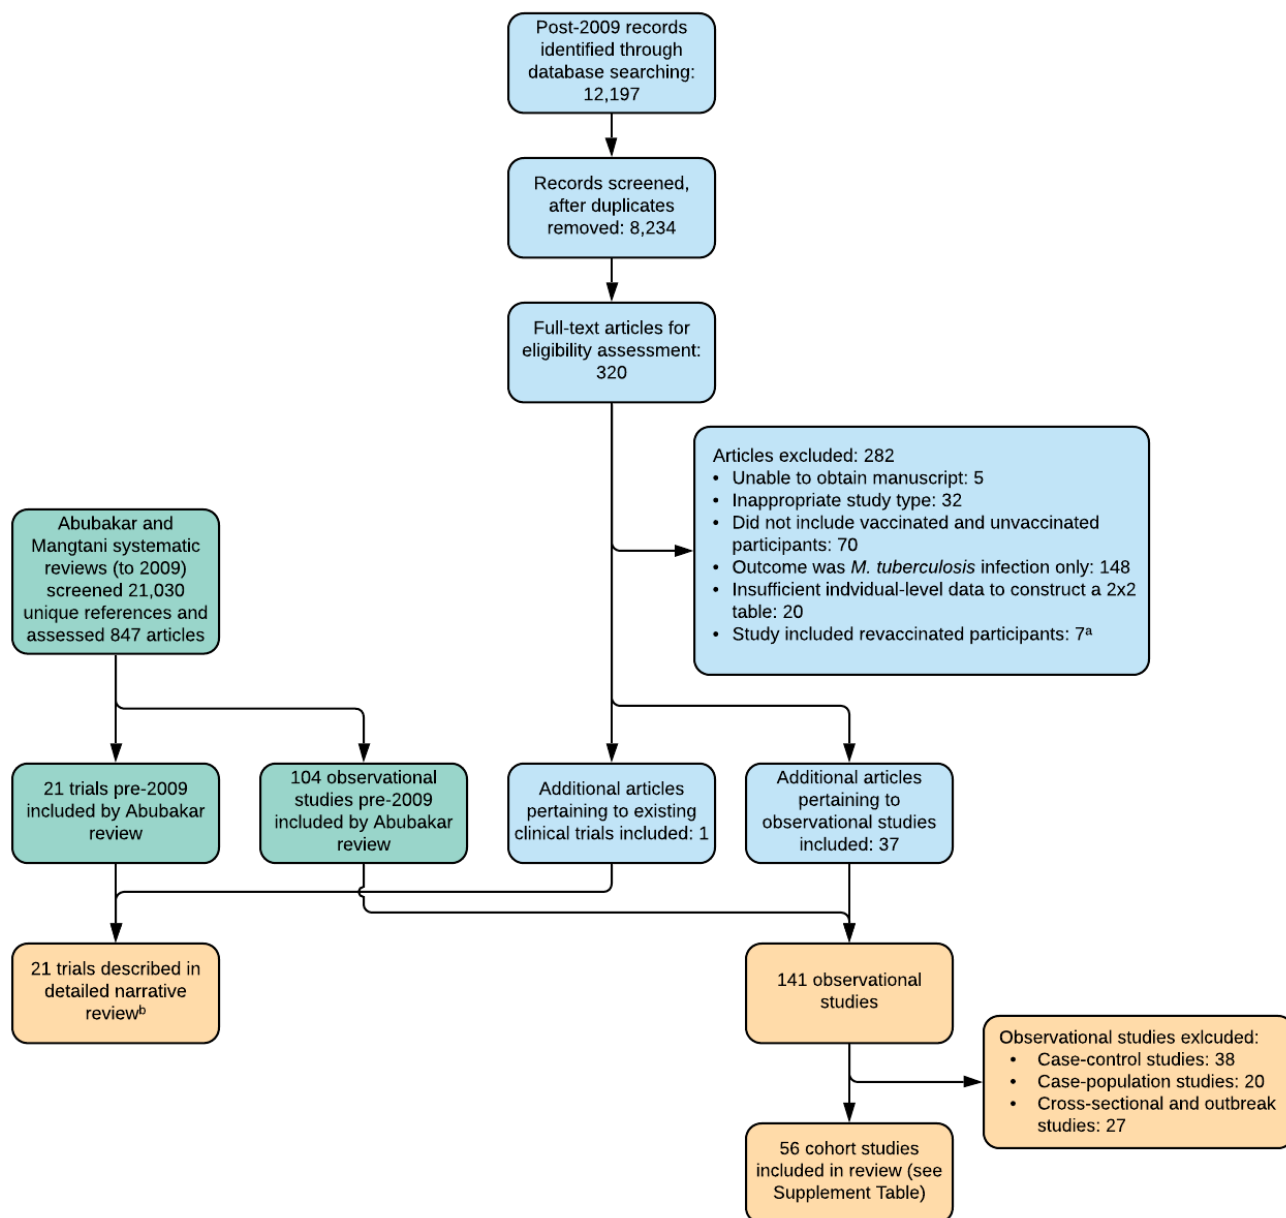 Post-2009 records
identified through
database searching:
12,197
Records screened,
after duplicates
removed: 8,234
Full-text articles for
eligibility assessment:
320
Articles excluded: 282
• Unable to obtain manuscript: 5
• Inappropriate study type: 32
• Did not include vaccinated and unvaccinated
participants: 70
• Outcome was M. tuberculosis infection only: 148
• Insufficient indvidual-level data to construct a 2x2
table: 20
• Study included revaccinated participants: 7ᵃ
Abubakar and
Mangtani systematic
reviews (to 2009)
screened 21,030
unique references and
assessed 847 articles
21 trials pre-2009
included by Abubakar
review
104 observational
studies pre-2009
included by Abubakar
review
Additional articles
pertaining to existing
clinical trials included: 1
Additional articles
pertaining to
observational studies
included: 37
21 trials described in
detailed narrative
reviewᵇ
141 observational
studies
Observational studies exlcuded:
• Case-control studies: 38
• Case-population studies: 20
• Cross-sectional and outbreak
studies: 27
56 cohort studies
included in review (see
Supplement Table)